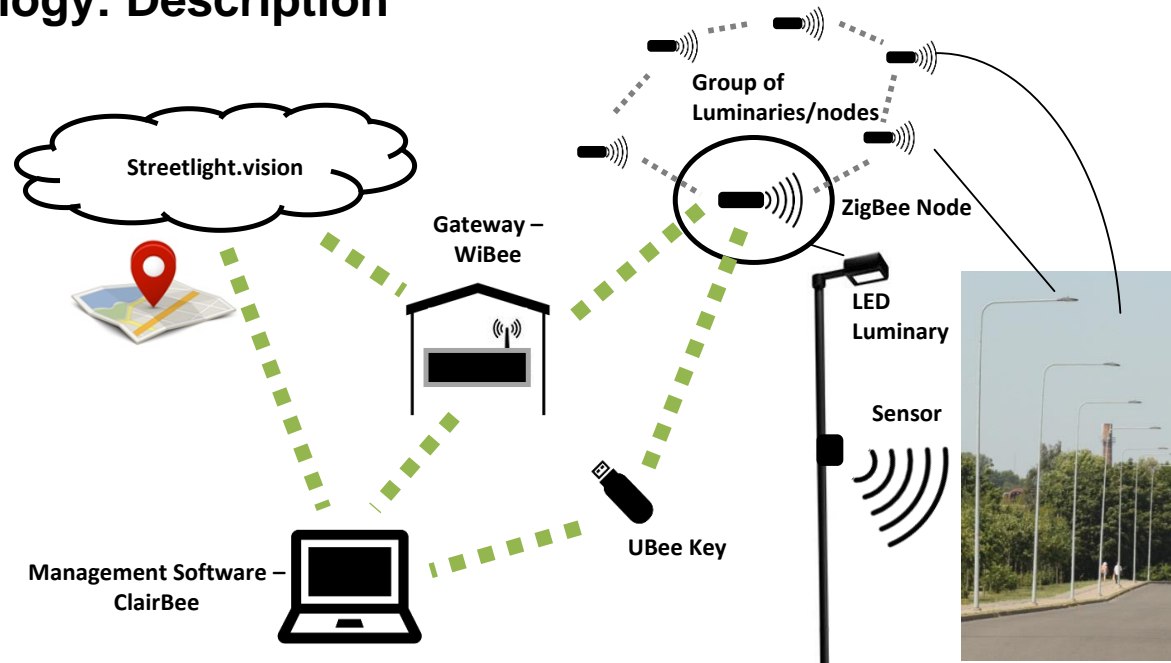 Description
Group of
Luminaries/nodes
Streetlight.vision
ZigBee Node
Gateway –
WiBee
LED
Luminary
Sensor
UBee Key
Management Software –
ClairBee